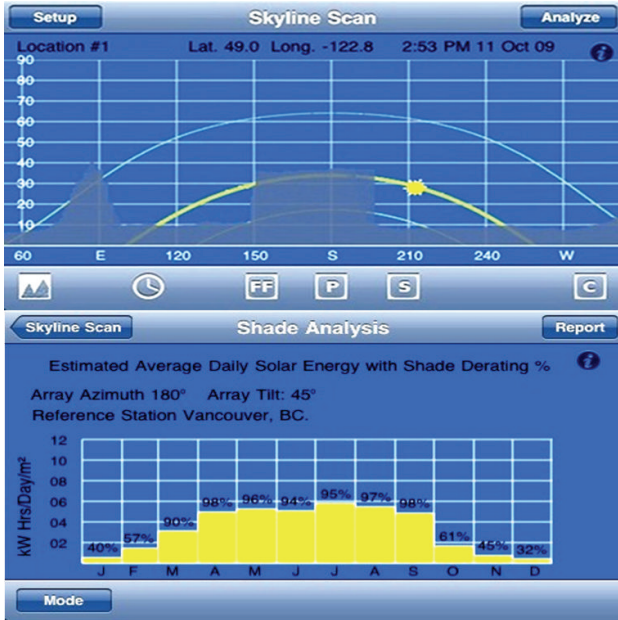 Setup Skyline Scan Analyze
Location #1 Lat. 49.0 Long. -122.8 2:53 PM 11 Oct 09 i
90
80
70
60
50
40
30
20
10
60 E 120 150 S 210 240 W
FF P S C
Skyline Scan Shade Analysis Report
Estimated Average Daily Solar Energy with Shade Derating % i
Array Azimuth 180° Array Tilt: 45°
Reference Station Vancouver, BC.
kW Hrs/Day/m²
12
10
08
06
04
02
40% 57% 90% 98% 96% 94% 95% 97% 98% 61% 45% 32%
J F M A M J J A S O N D
Mode